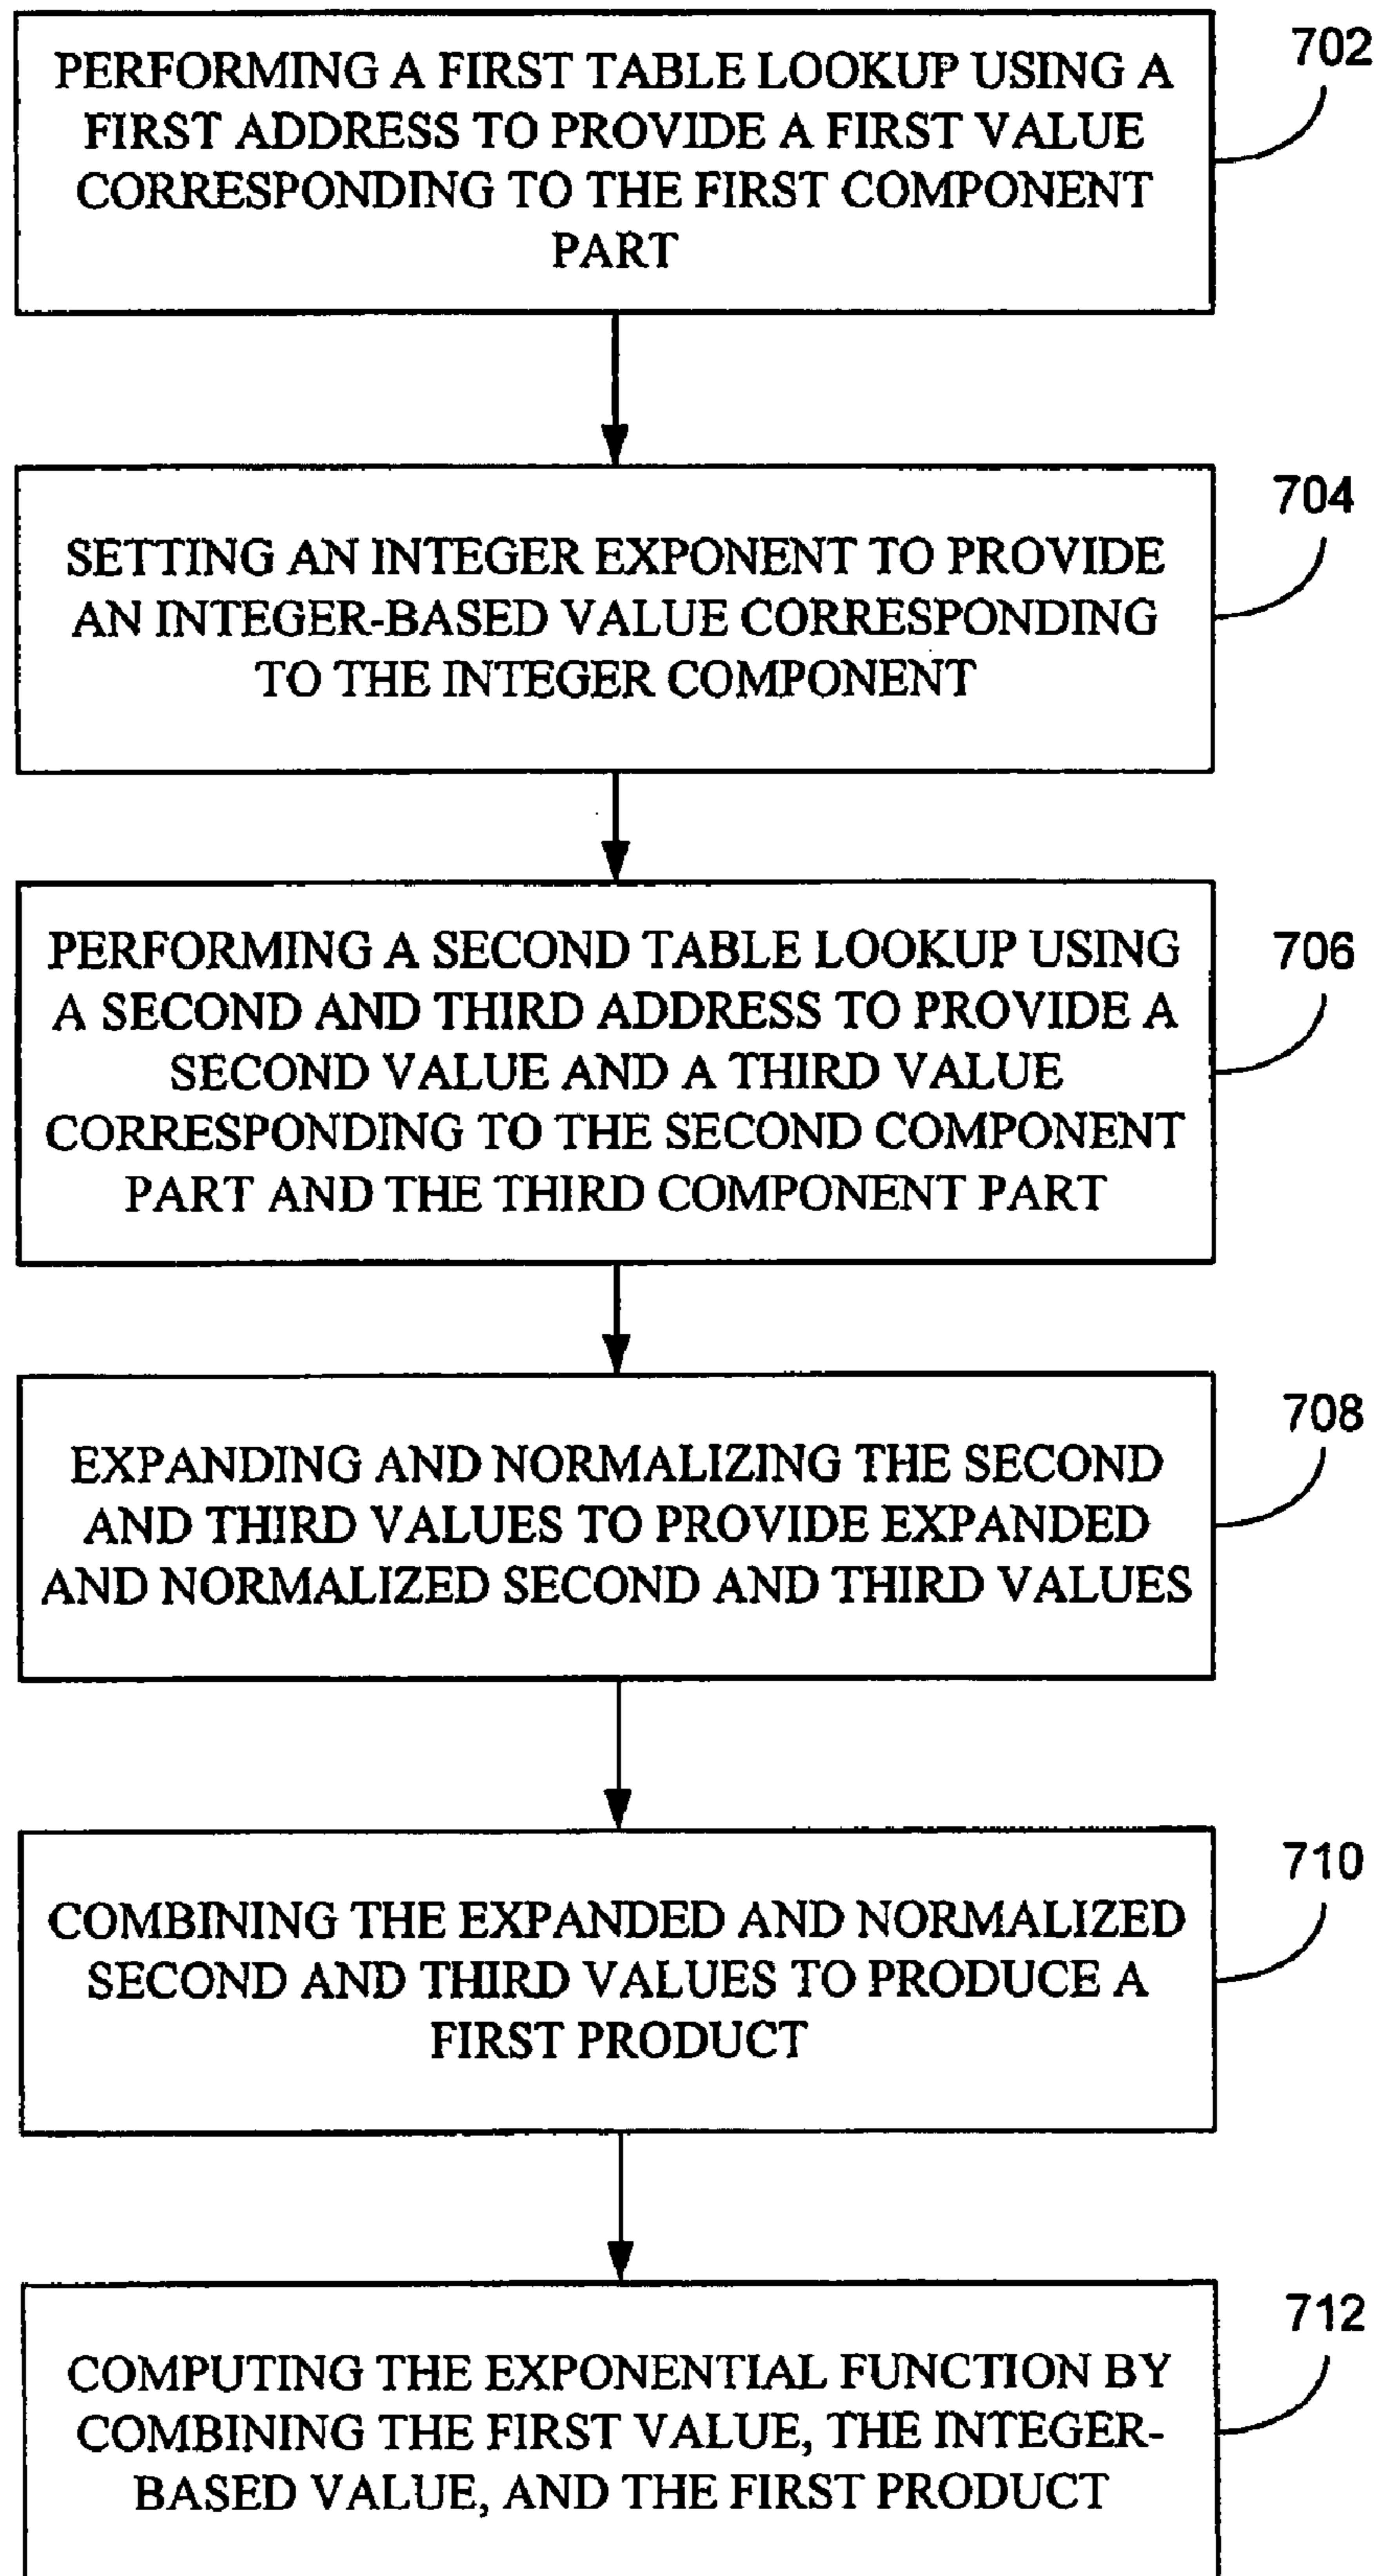 702
PERFORMING A FIRST TABLE LOOKUP USING A
FIRST ADDRESS TO PROVIDE A FIRST VALUE
CORRESPONDING TO THE FIRST COMPONENT
PART
704
SETTING AN INTEGER EXPONENT TO PROVIDE
AN INTEGER-BASED VALUE CORRESPONDING
TO THE INTEGER COMPONENT
706
PERFORMING A SECOND TABLE LOOKUP USING
A SECOND AND THIRD ADDRESS TO PROVIDE A
SECOND VALUE AND A THIRD VALUE
CORRESPONDING TO THE SECOND COMPONENT
PART AND THE THIRD COMPONENT PART
708
EXPANDING AND NORMALIZING THE SECOND
AND THIRD VALUES TO PROVIDE EXPANDED
AND NORMALIZED SECOND AND THIRD VALUES
710
COMBINING THE EXPANDED AND NORMALIZED
SECOND AND THIRD VALUES TO PRODUCE A
FIRST PRODUCT
712
COMPUTING THE EXPONENTIAL FUNCTION BY
COMBINING THE FIRST VALUE, THE INTEGER-
BASED VALUE, AND THE FIRST PRODUCT